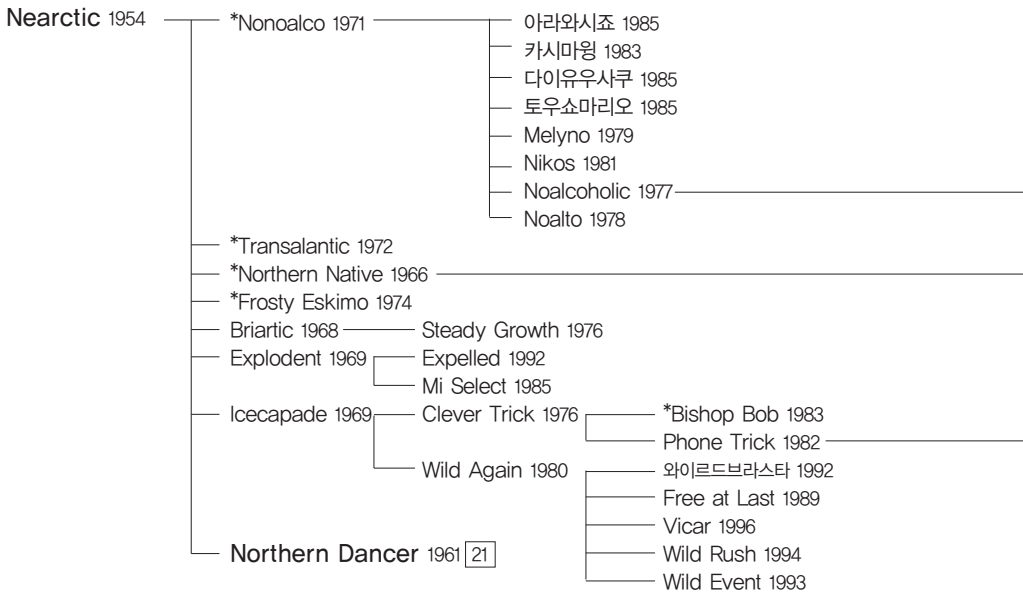 Nearctic 1954
*Nonoalco 1971
아라와시죠 1985
카시마윙 1983
다이유우사쿠 1985
토우쇼마리오 1985
Melyno 1979
Nikos 1981
Noalcoholic 1977
Noalto 1978
*Transalantic 1972
*Northern Native 1966
*Frosty Eskimo 1974
Briartic 1968
Steady Growth 1976
Explodent 1969
Expelled 1992
Mi Select 1985
Icecapade 1969
Clever Trick 1976
*Bishop Bob 1983
Phone Trick 1982
Wild Again 1980
와이르드브라스타 1992
Free at Last 1989
Vicar 1996
Wild Rush 1994
Wild Event 1993
Northern Dancer 1961 21